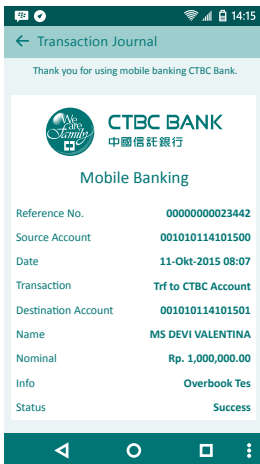 14:15
Transaction Journal
Thank you for using mobile banking CTBC Bank.
We are Family
CTBC BANK
中國信託銀行
Mobile Banking
Reference No. 00000000023442
Source Account 001010114101500
Date 11-Okt-2015 08:07
Transaction Trf to CTBC Account
Destination Account 001010114101501
Name MS DEVI VALENTINA
Nominal Rp. 1,000,000.00
Info Overbook Tes
Status Success